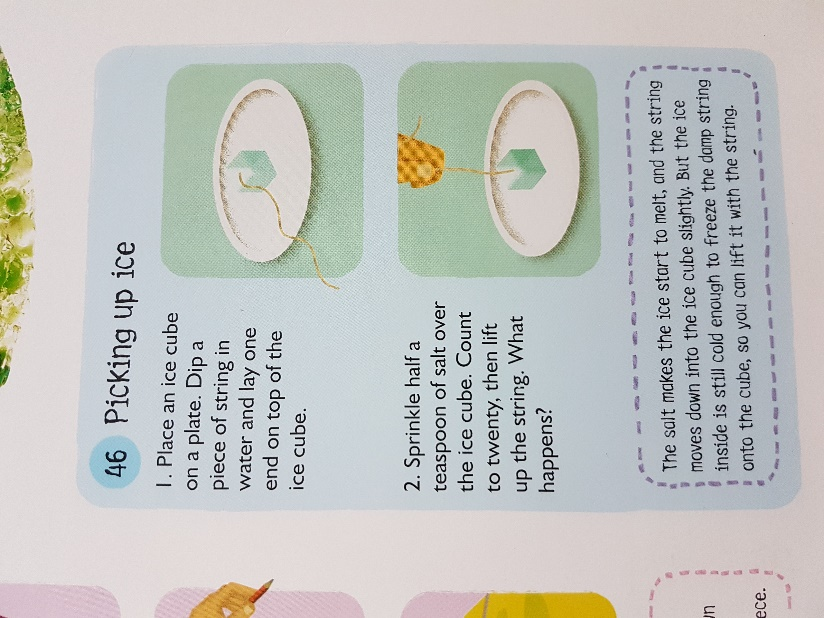 46 Picking up ice
1. Place an ice cube
on a plate. Dip a
piece of string in
water and lay one
end on top of the
ice cube.
2. Sprinkle half a
teaspoon of salt over
the ice cube. Count
to twenty, then lift
up the string. What
happens?
The salt makes the ice start to melt, and the string
moves down into the ice cube slightly. But the ice
inside is still cold enough to freeze the damp string
onto the cube, so you can lift it with the string.